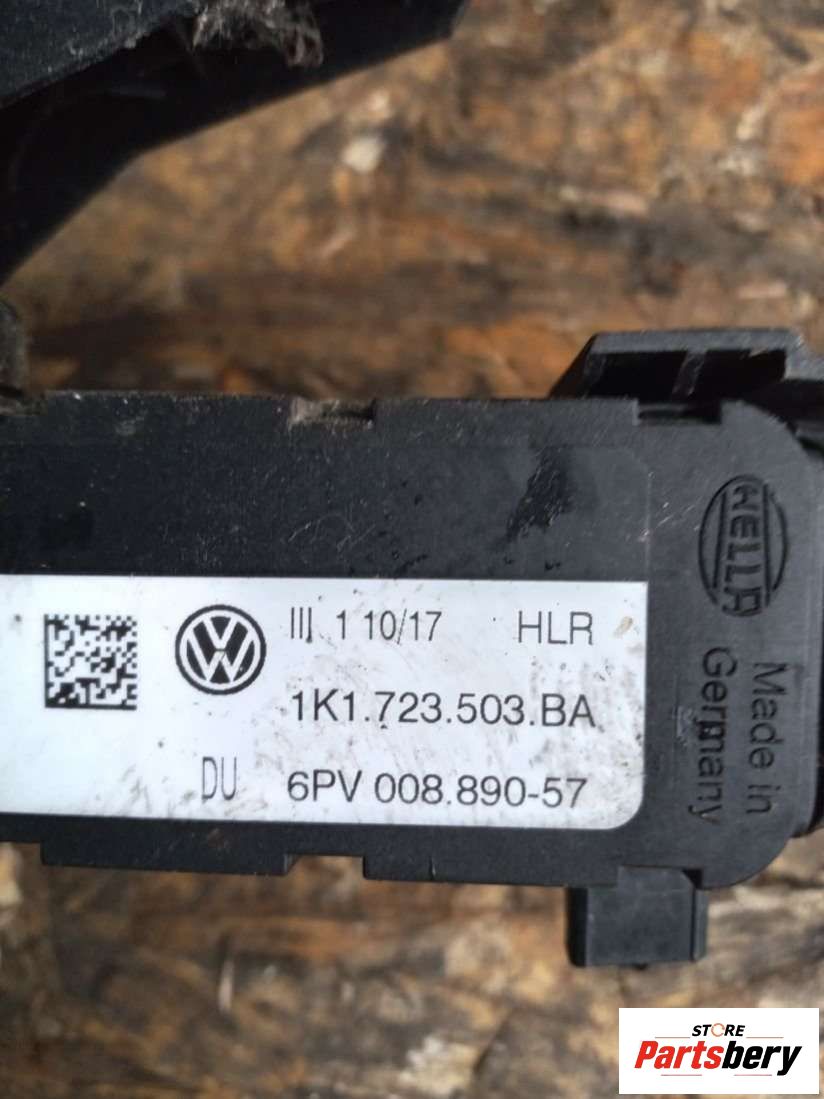 III 1 10/17 HLR
1K1.723.503.BA
DU 6PV 008.890-57
HELLA
Made in
Germany
STORE
Partsbery